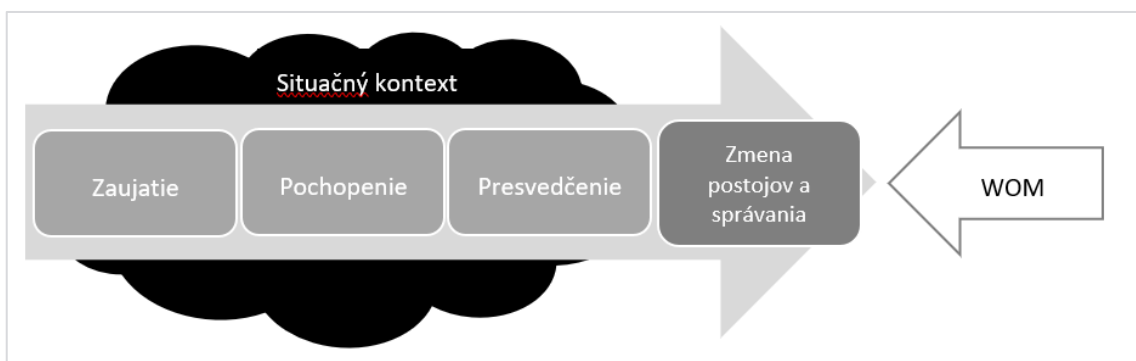 Situačný kontext
Zaujatie
Pochopenie
Presvedčenie
Zmena
postojov a
správania
WOM